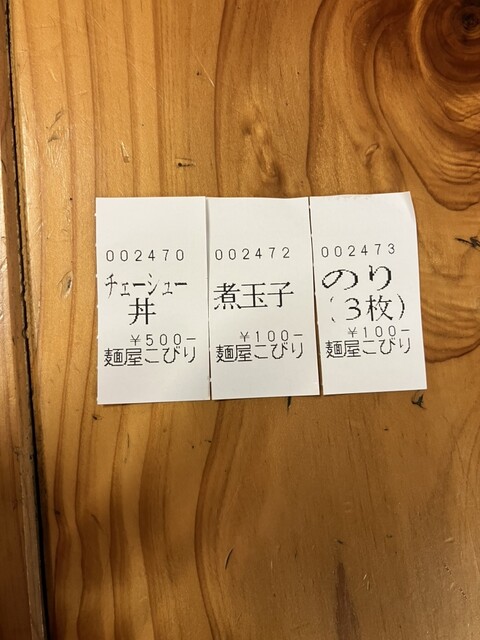 002470
チャーシュー
丼
￥500-
麺屋こびり
002472
煮玉子
￥100-
麺屋こびり
002473
のり
(3枚)
￥100-
麺屋こびり